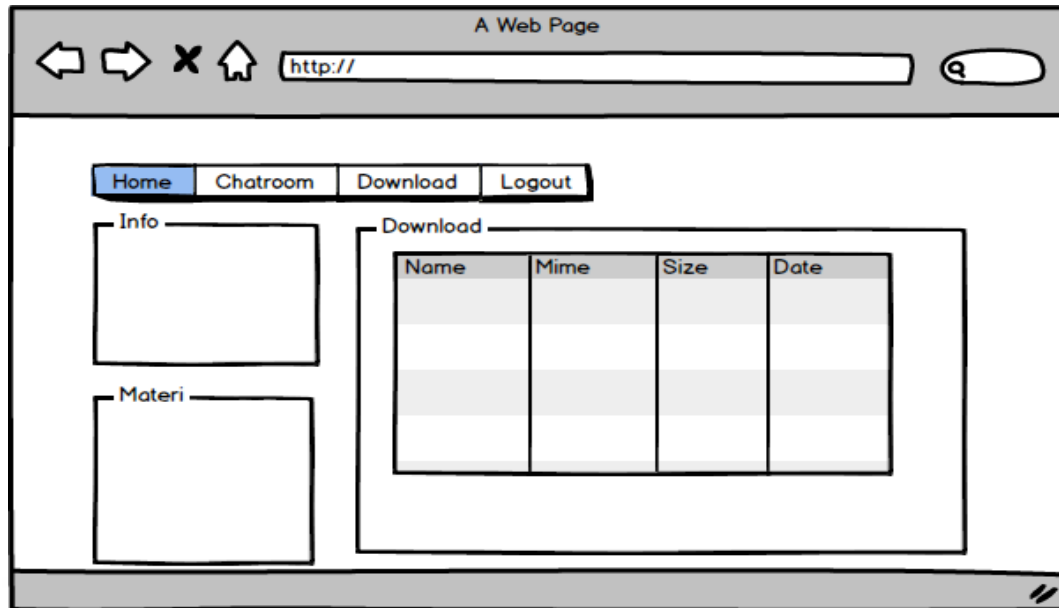 A Web Page
http://
Home Chatroom Download Logout
Info
Download
Name Mime Size Date
Materi